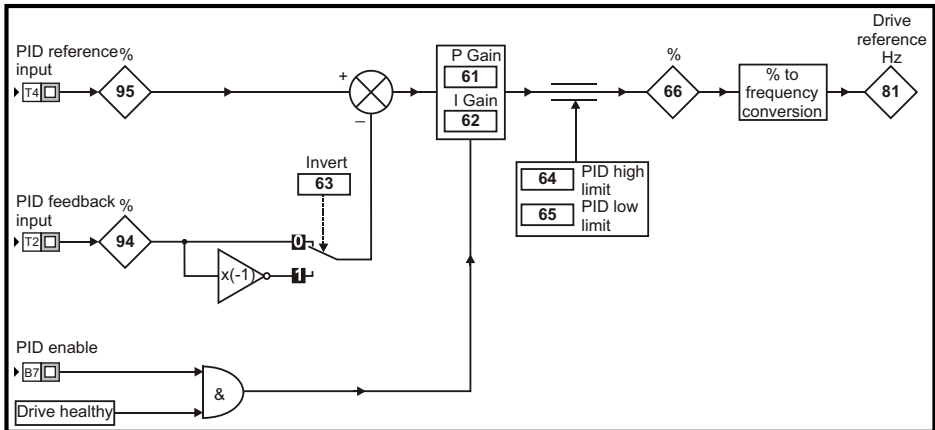 PID reference
input
%
T4
95
+
–
P Gain
61
I Gain
62
%
66
% to
frequency
conversion
Drive
reference
Hz
81
Invert
63
64
PID high
limit
65
PID low
limit
PID feedback
input
%
T2
94
0
x(-1)
1
PID enable
B7
&
Drive healthy